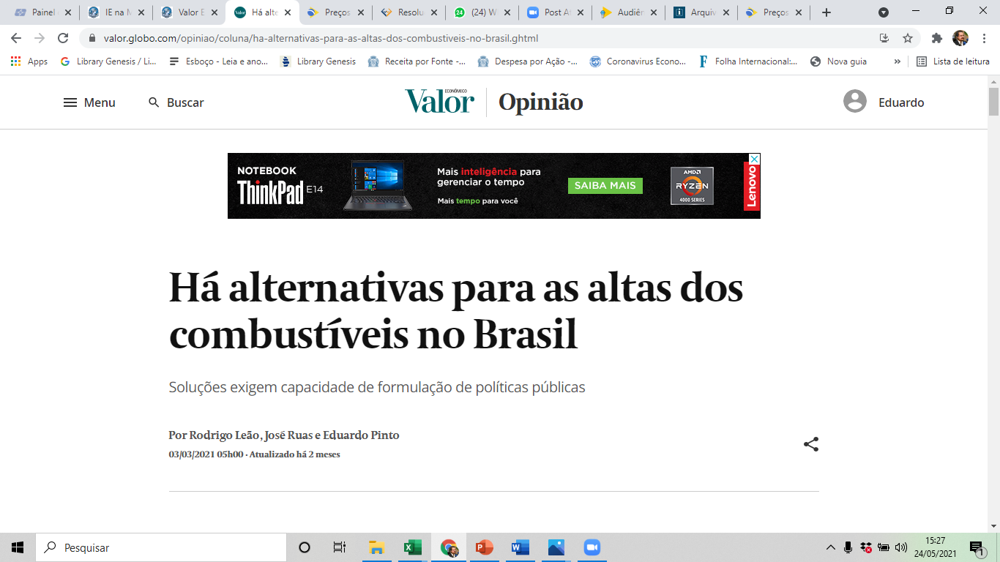 Painel
IE na M
Valor E
Há alte
Preços
Resolu
(24) W
Post A
Audiên
Arquiv
Preços
valor.globo.com/opiniao/coluna/ha-alternativas-para-as-altas-dos-combustiveis-no-brasil.ghtml
Apps
Library Genesis / Li...
Esboço - Leia e ano...
Library Genesis
Receita por Fonte -...
Despesa por Ação -...
Coronavirus Econo...
Folha Internacional:...
Nova guia
»
Lista de leitura
Menu
Buscar
Valor ECONÔMICO
Opinião
Eduardo
NOTEBOOK
ThinkPad E14
Mais inteligência para
gerenciar o tempo
Mais tempo para você
SAIBA MAIS
AMD
RYZEN
4000 SERIES
Lenovo
Há alternativas para as altas dos
combustíveis no Brasil
Soluções exigem capacidade de formulação de políticas públicas
Por Rodrigo Leão, José Ruas e Eduardo Pinto
03/03/2021 05h00 · Atualizado há 2 meses
Pesquisar
15:27
24/05/2021
1